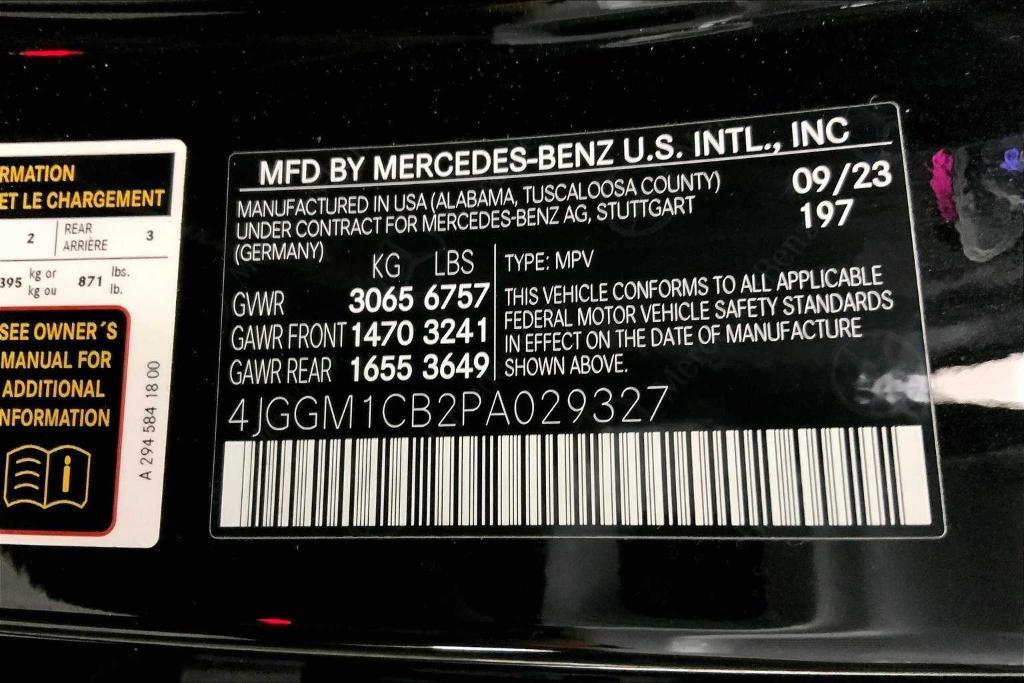 RMATION
ET LE CHARGEMENT
2 REAR 3
ARRIÈRE
395 kg or 871 lbs.
kg ou lb.
SEE OWNER´S
MANUAL FOR
ADDITIONAL
INFORMATION
A 294 584 18 00
MFD BY MERCEDES-BENZ U.S. INTL., INC
MANUFACTURED IN USA (ALABAMA, TUSCALOOSA COUNTY)
UNDER CONTRACT FOR MERCEDES-BENZ AG, STUTTGART
(GERMANY)
09/23
197
KG LBS
GVWR 3065 6757
GAWR FRONT 1470 3241
GAWR REAR 1655 3649
TYPE: MPV
THIS VEHICLE CONFORMS TO ALL APPLICABLE
FEDERAL MOTOR VEHICLE SAFETY STANDARDS
IN EFFECT ON THE DATE OF MANUFACTURE
SHOWN ABOVE.
4JGGM1CB2PA029327